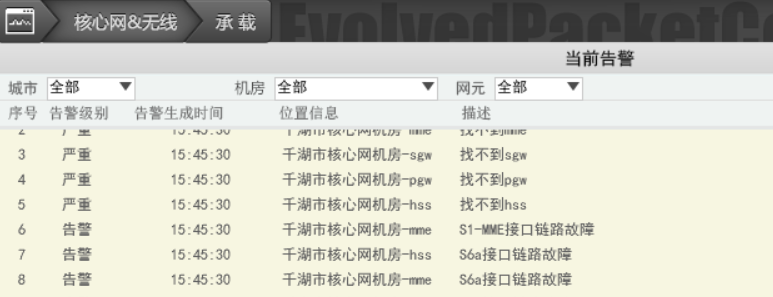 核心网&无线 承载 EvolvedPacketCo
当前告警
城市 全部 机房 全部 网元 全部
序号 告警级别 告警生成时间 位置信息 描述
2 严重 15:45:30 千湖市核心网机房-mme 找不到mme
3 严重 15:45:30 千湖市核心网机房-sgw 找不到sgw
4 严重 15:45:30 千湖市核心网机房-pgw 找不到pgw
5 严重 15:45:30 千湖市核心网机房-hss 找不到hss
6 告警 15:45:30 千湖市核心网机房-mme S1-MME接口链路故障
7 告警 15:45:30 千湖市核心网机房-hss S6a接口链路故障
8 告警 15:45:30 千湖市核心网机房-mme S6a接口链路故障